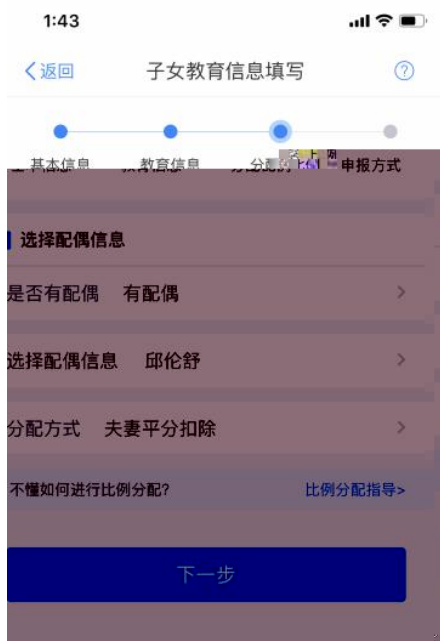 1:43
返回 子女教育信息填写
基本信息 教育信息 申报方式
选择配偶信息
是否有配偶 有配偶
选择配偶信息 邱伦舒
分配方式 夫妻平分扣除
不懂如何进行比例分配? 比例分配指导>
下一步